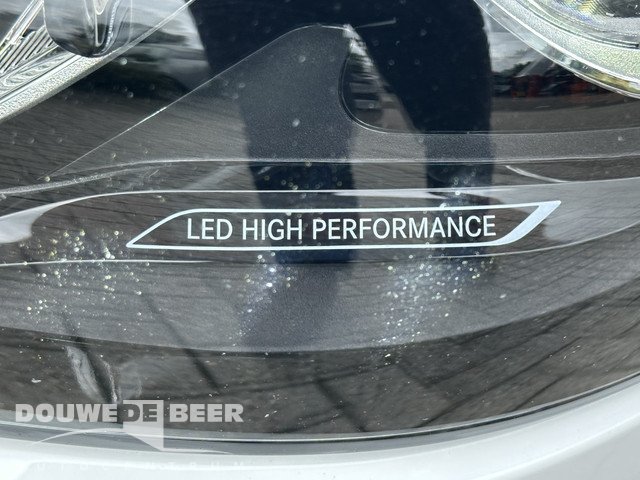 LED HIGH PERFORMANCE
DOUWE DE BEER